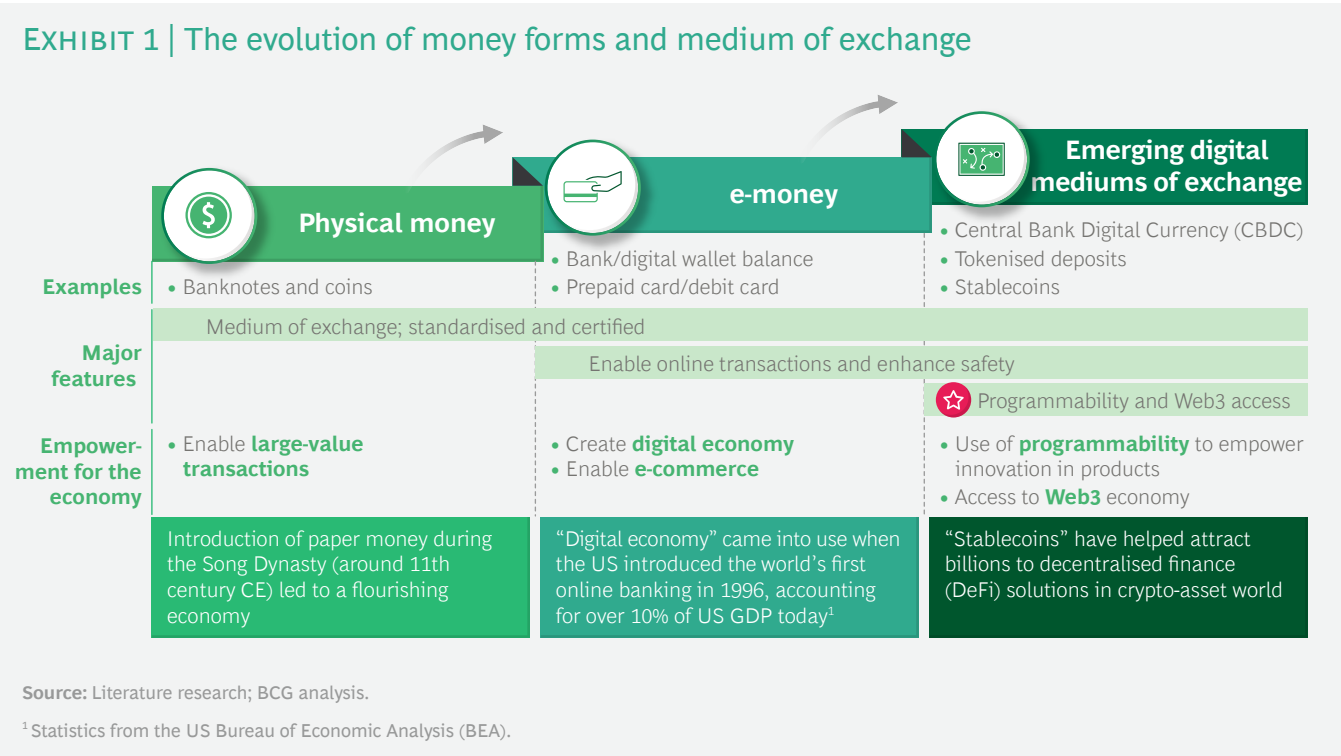 EXHIBIT 1 | The evolution of money forms and medium of exchange
Physical money
e-money
Emerging digital
mediums of exchange
Examples
• Banknotes and coins
• Bank/digital wallet balance
• Prepaid card/debit card
• Central Bank Digital Currency (CBDC)
• Tokenised deposits
• Stablecoins
Major
features
Medium of exchange; standardised and certified
Enable online transactions and enhance safety
Programmability and Web3 access
Empower-
ment for the
economy
• Enable large-value
transactions
• Create digital economy
• Enable e-commerce
• Use of programmability to empower
innovation in products
• Access to Web3 economy
Introduction of paper money during
the Song Dynasty (around 11th
century CE) led to a flourishing
economy
“Digital economy” came into use when
the US introduced the world’s first
online banking in 1996, accounting
for over 10% of US GDP today¹
“Stablecoins” have helped attract
billions to decentralised finance
(DeFi) solutions in crypto-asset world
Source: Literature research; BCG analysis.
¹ Statistics from the US Bureau of Economic Analysis (BEA).